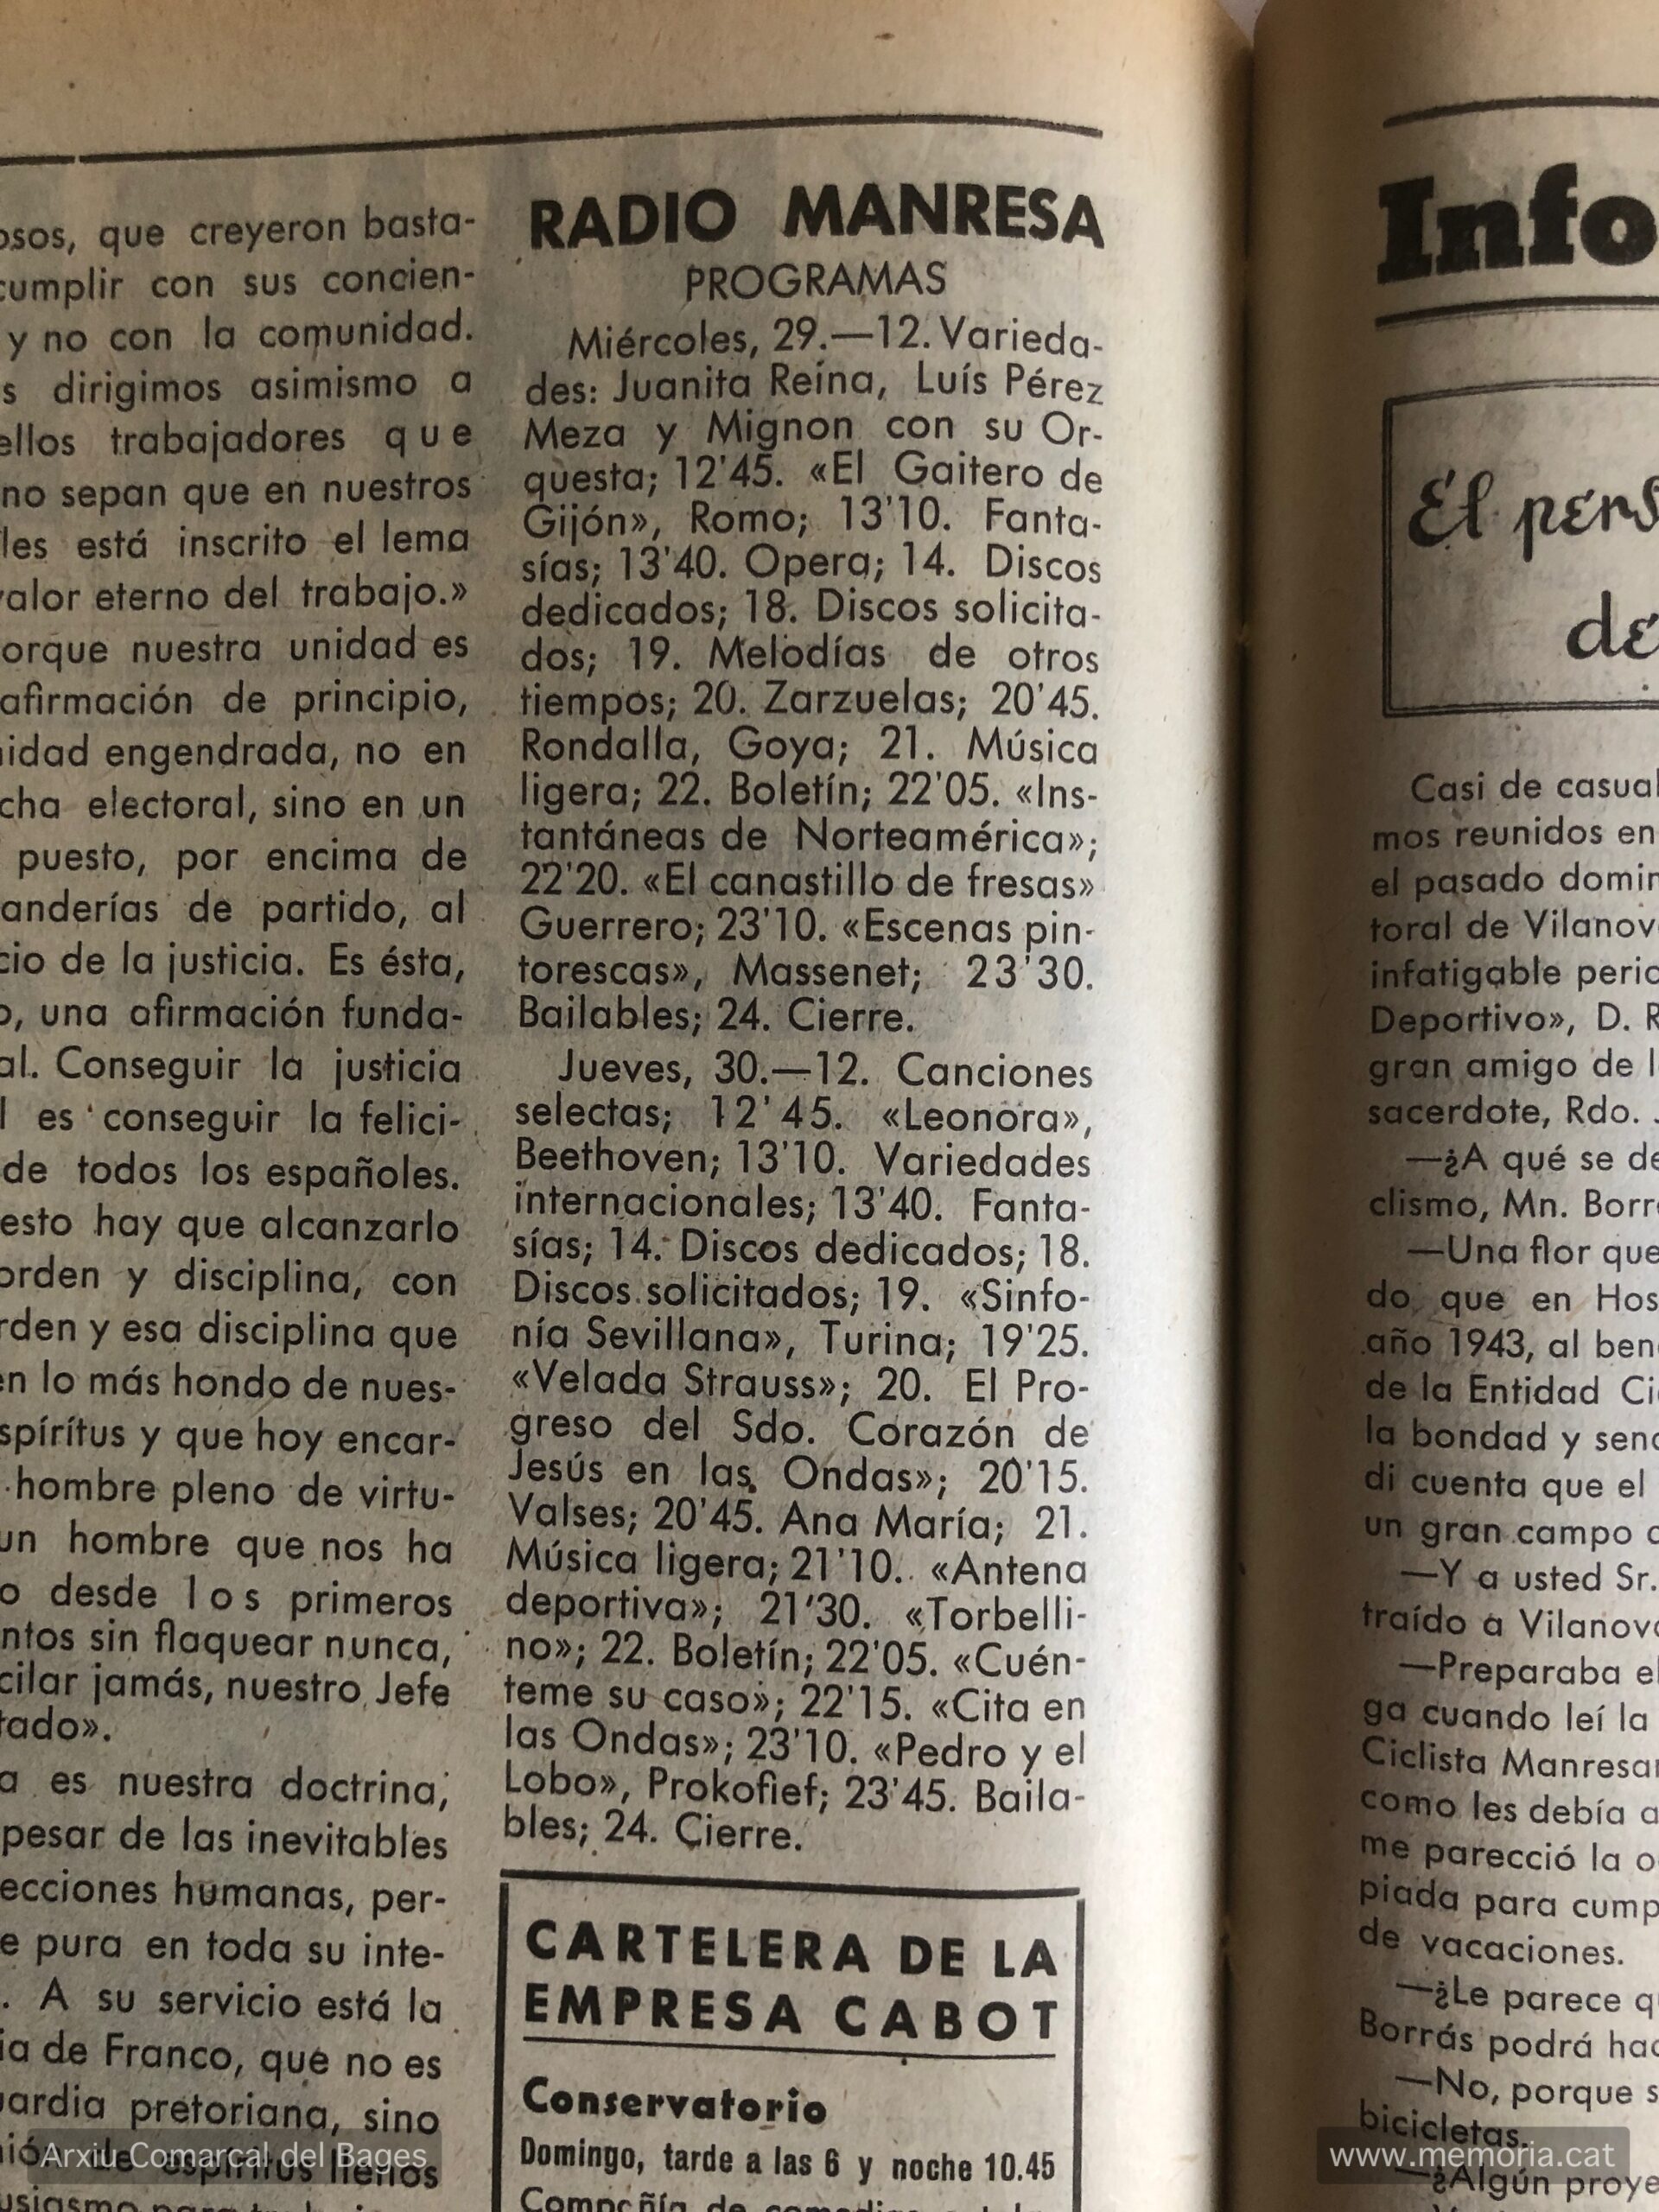 osos, que creyeron basta-
cumplir con sus concien-
y no con la comunidad.
s dirigimos asimismo a
ellos trabajadores que
no sepan que en nuestros
les está inscrito el lema
valor eterno del trabajo.»
orque nuestra unidad es
afirmación de principio,
nidad engendrada, no en
cha electoral, sino en un
puesto, por encima de
anderías de partido, al
cio de la justicia. Es ésta,
o, una afirmación funda-
al. Conseguir la justicia
l es conseguir la felici-
de todos los españoles.
esto hay que alcanzarlo
orden y disciplina, con
rden y esa disciplina que
en lo más hondo de nues-
spírítus y que hoy encar-
hombre pleno de virtu-
un hombre que nos ha
o desde los primeros
ntos sin flaquear nunca,
cilar jamás, nuestro Jefe
tado».
a es nuestra doctrina,
pesar de las inevitables
ecciones humanas, per-
e pura en toda su inte-
. A su servicio está la
ia de Franco, que no es
uardia pretoriana, sino
nión de espíritus llenos
RADIO MANRESA
PROGRAMAS
Miércoles, 29.—12. Varieda-
des: Juanita Reína, Luís Pérez
Meza y Mignon con su Or-
questa; 12'45. «El Gaitero de
Gijón», Romo; 13'10. Fanta-
sías; 13'40. Opera; 14. Discos
dedicados; 18. Discos solicita-
dos; 19. Melodías de otros
tiempos; 20. Zarzuelas; 20'45.
Rondalla, Goya; 21. Música
ligera; 22. Boletín; 22'05. «Ins-
tantáneas de Norteamérica»;
22'20. «El canastillo de fresas»
Guerrero; 23'10. «Escenas pin-
torescas», Massenet; 23'30.
Bailables; 24. Cierre.
Jueves, 30.—12. Canciones
selectas; 12'45. «Leonora»,
Beethoven; 13'10. Variedades
internacionales; 13'40. Fanta-
sías; 14. Discos dedicados; 18.
Discos solicitados; 19. «Sinfo-
nía Sevillana», Turina; 19'25.
«Velada Strauss»; 20. El Pro-
greso del Sdo. Corazón de
Jesús en las Ondas»; 20'15.
Valses; 20'45. Ana María; 21.
Música ligera; 21'10. «Antena
deportiva»; 21'30. «Torbelli-
no»; 22. Boletín; 22'05. «Cuén-
teme su caso»; 22'15. «Cita en
las Ondas»; 23'10. «Pedro y el
Lobo», Prokofief; 23'45. Baila-
bles; 24. Cierre.
CARTELERA DE LA
EMPRESA CABOT
Conservatorio
Domingo, tarde a las 6 y noche 10.45
Info
El pers
de
Casi de casual
mos reunidos en
el pasado domin
toral de Vilanov
infatigable perio
Deportivo», D. R
gran amigo de l
sacerdote, Rdo. J
—¿A qué se de
clismo, Mn. Borr
—Una flor que
do que en Hos
año 1943, al ben
de la Entidad Ci
la bondad y senc
di cuenta que el
un gran campo
—Y a usted Sr.
traído a Vilanov
—Preparaba el
ga cuando leí la
Ciclista Manresa
como les debía a
me pareccíó la o
piada para cump
de vacaciones.
—¿Le parece q
Borrás podrá hac
—No, porque s
bicicletas.
—¿Algún proye
Arxiu Comarcal del Bages
www.memoria.cat